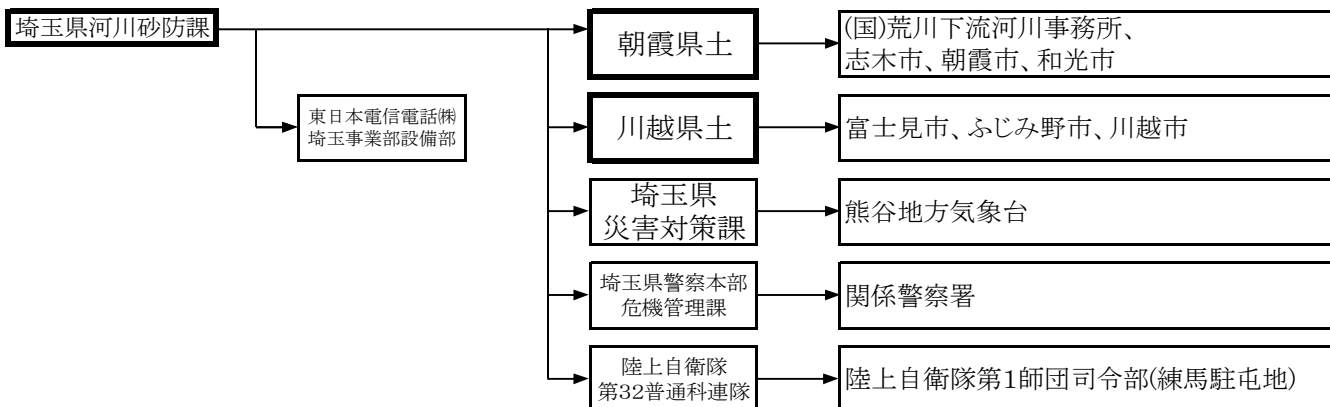 埼玉県河川砂防課
朝霞県土
(国)荒川下流河川事務所、
志木市、朝霞市、和光市
東日本電信電話㈱
埼玉事業部設備部
川越県土
富士見市、ふじみ野市、川越市
埼玉県
災害対策課
熊谷地方気象台
埼玉県警察本部
危機管理課
関係警察署
陸上自衛隊
第32普通科連隊
陸上自衛隊第1師団司令部(練馬駐屯地)